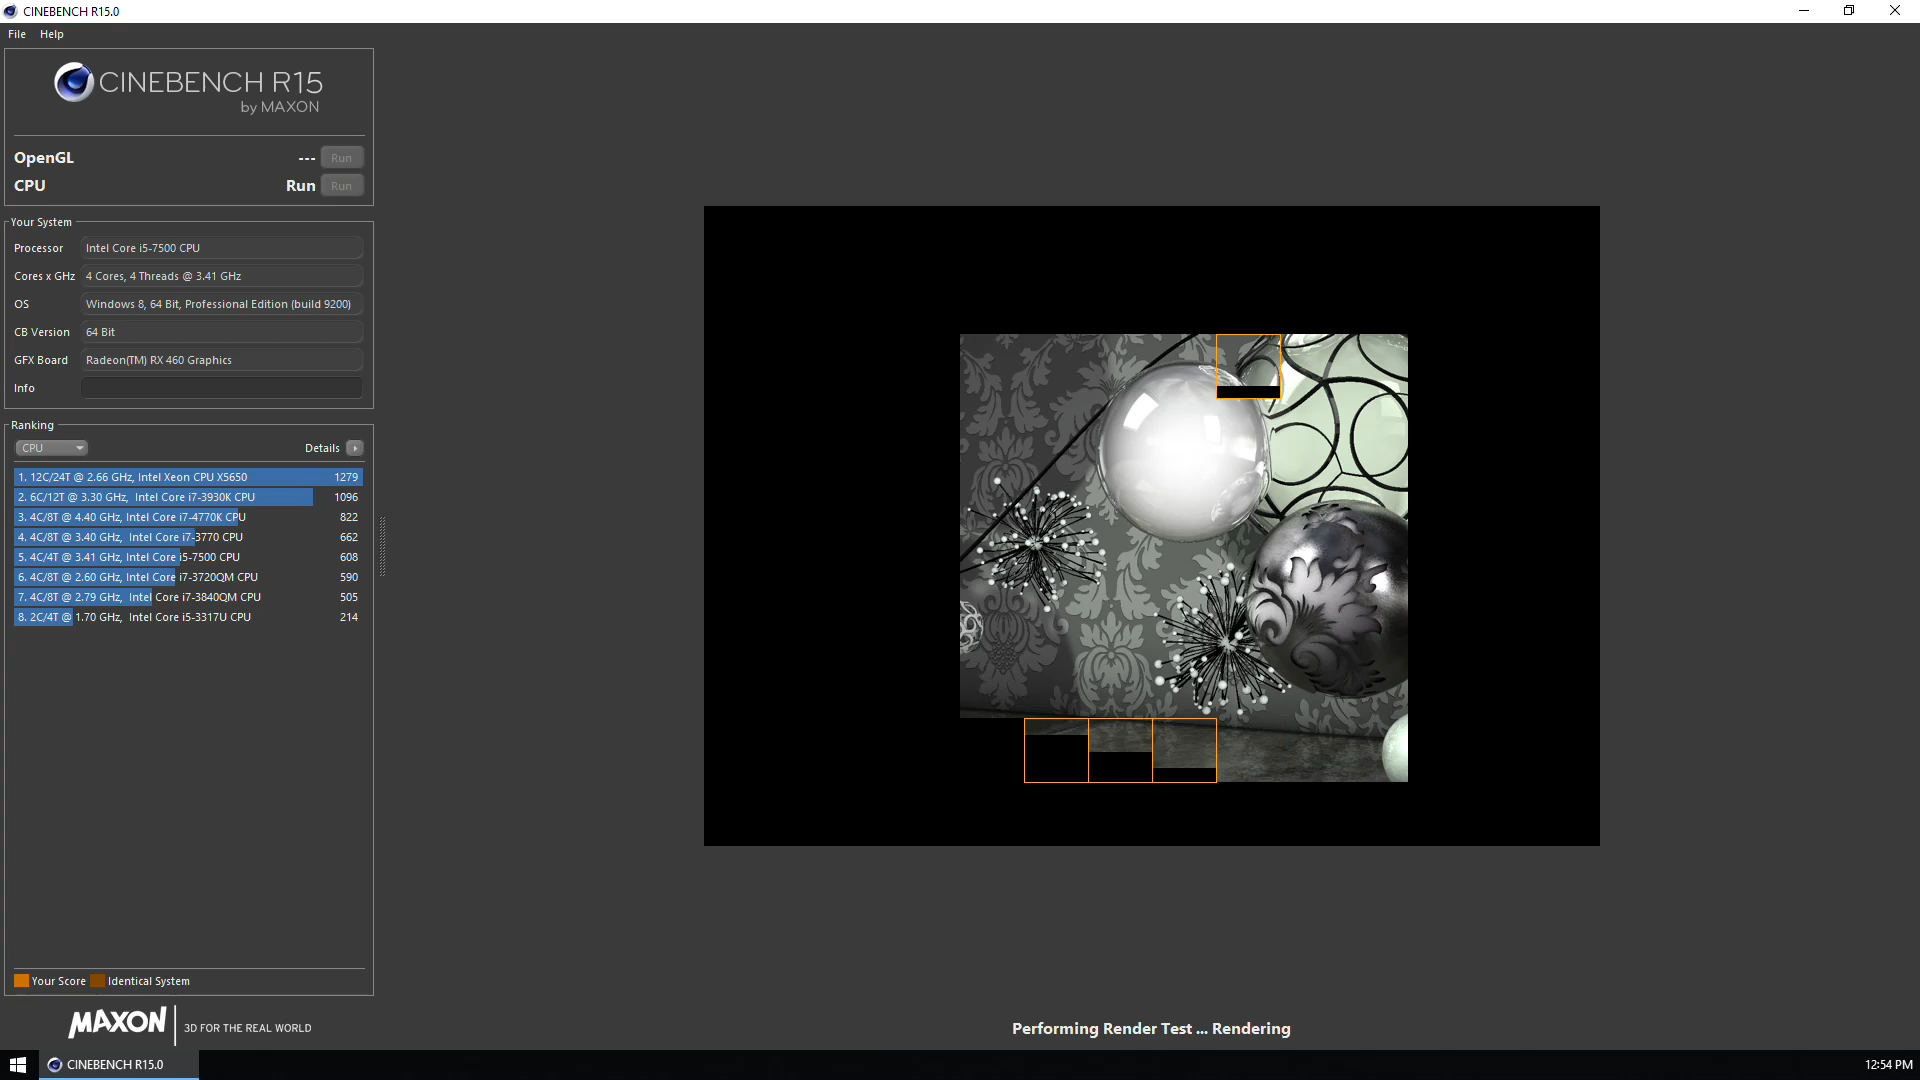 CINEBENCH R15.0
File Help
CINEBENCH R15
by MAXON
OpenGL --- Run
CPU Run Run
Your System
Processor Intel Core i5-7500 CPU
Cores x GHz 4 Cores, 4 Threads @ 3.41 GHz
OS Windows 8, 64 Bit, Professional Edition (build 9200)
CB Version 64 Bit
GFX Board Radeon(TM) RX 460 Graphics
Info
Ranking
CPU Details
1. 12C/24T @ 2.66 GHz, Intel Xeon CPU X5650 1279
2. 6C/12T @ 3.30 GHz, Intel Core i7-3930K CPU 1096
3. 4C/8T @ 4.40 GHz, Intel Core i7-4770K CPU 822
4. 4C/8T @ 3.40 GHz, Intel Core i7-3770 CPU 662
5. 4C/4T @ 3.41 GHz, Intel Core i5-7500 CPU 608
6. 4C/8T @ 2.60 GHz, Intel Core i7-3720QM CPU 590
7. 4C/8T @ 2.79 GHz, Intel Core i7-3840QM CPU 505
8. 2C/4T @ 1.70 GHz, Intel Core i5-3317U CPU 214
Your Score Identical System
MAXON 3D FOR THE REAL WORLD
Performing Render Test ... Rendering
CINEBENCH R15.0
12:54 PM